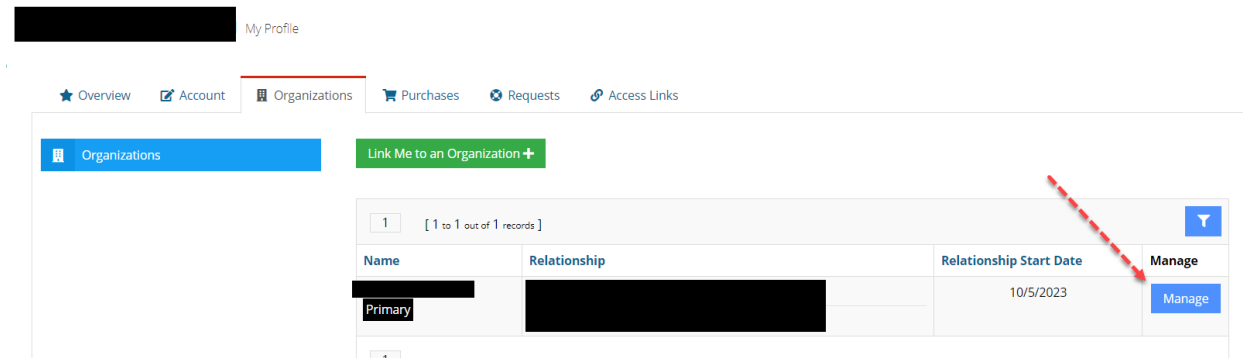 My Profile
Overview Account Organizations Purchases Requests Access Links
Organizations
Link Me to an Organization +
1 [ 1 to 1 out of 1 records ]
Name Relationship Relationship Start Date Manage
Primary 10/5/2023 Manage
1